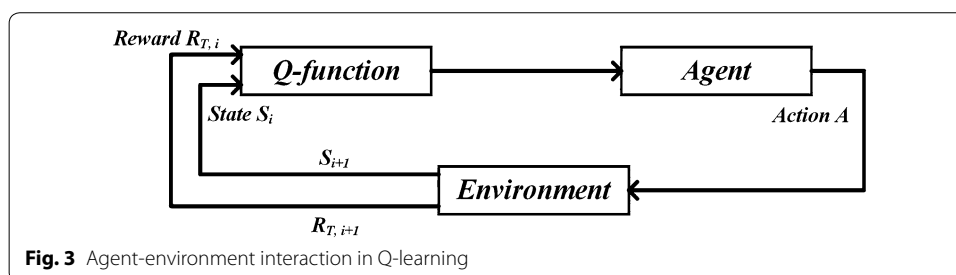 Reward R_{T, i}
Q-function
Agent
State S_i
Action A
S_{i+1}
Environment
R_{T, i+1}
Fig. 3 Agent-environment interaction in Q-learning